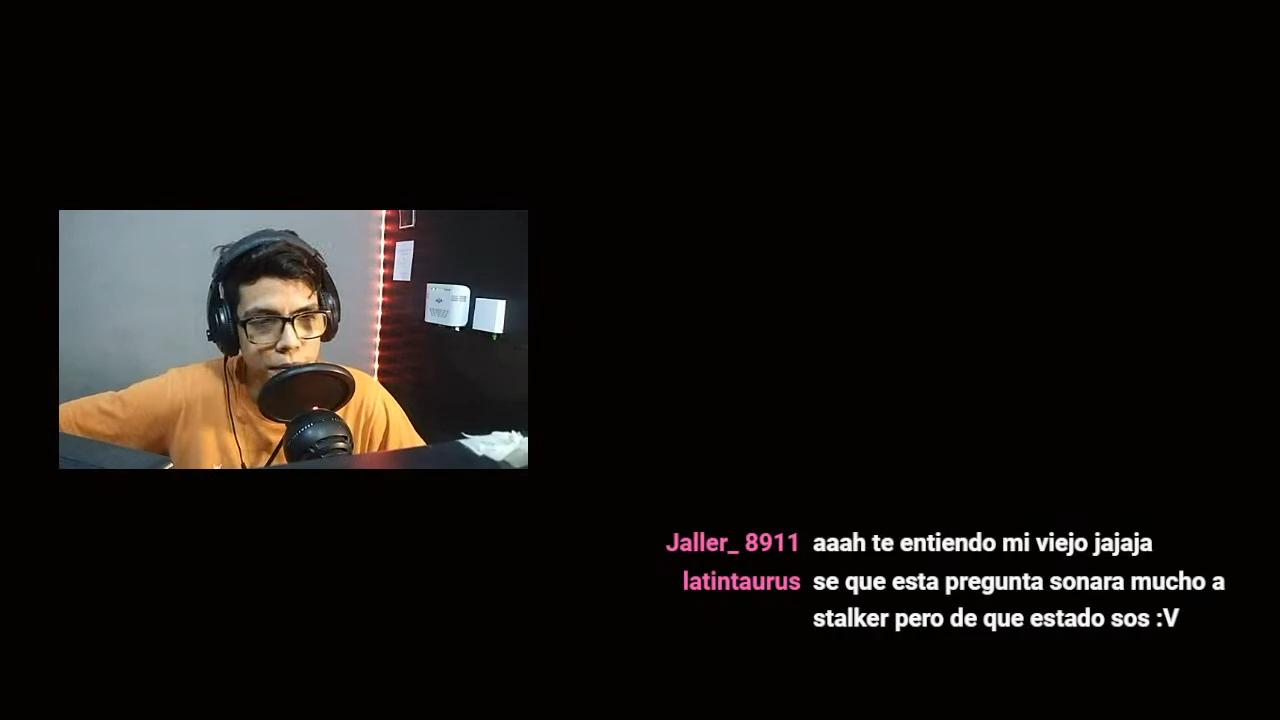 Jaller_ 8911 aaah te entiendo mi viejo jajaja
latintaurus se que esta pregunta sonara mucho a
stalker pero de que estado sos :V